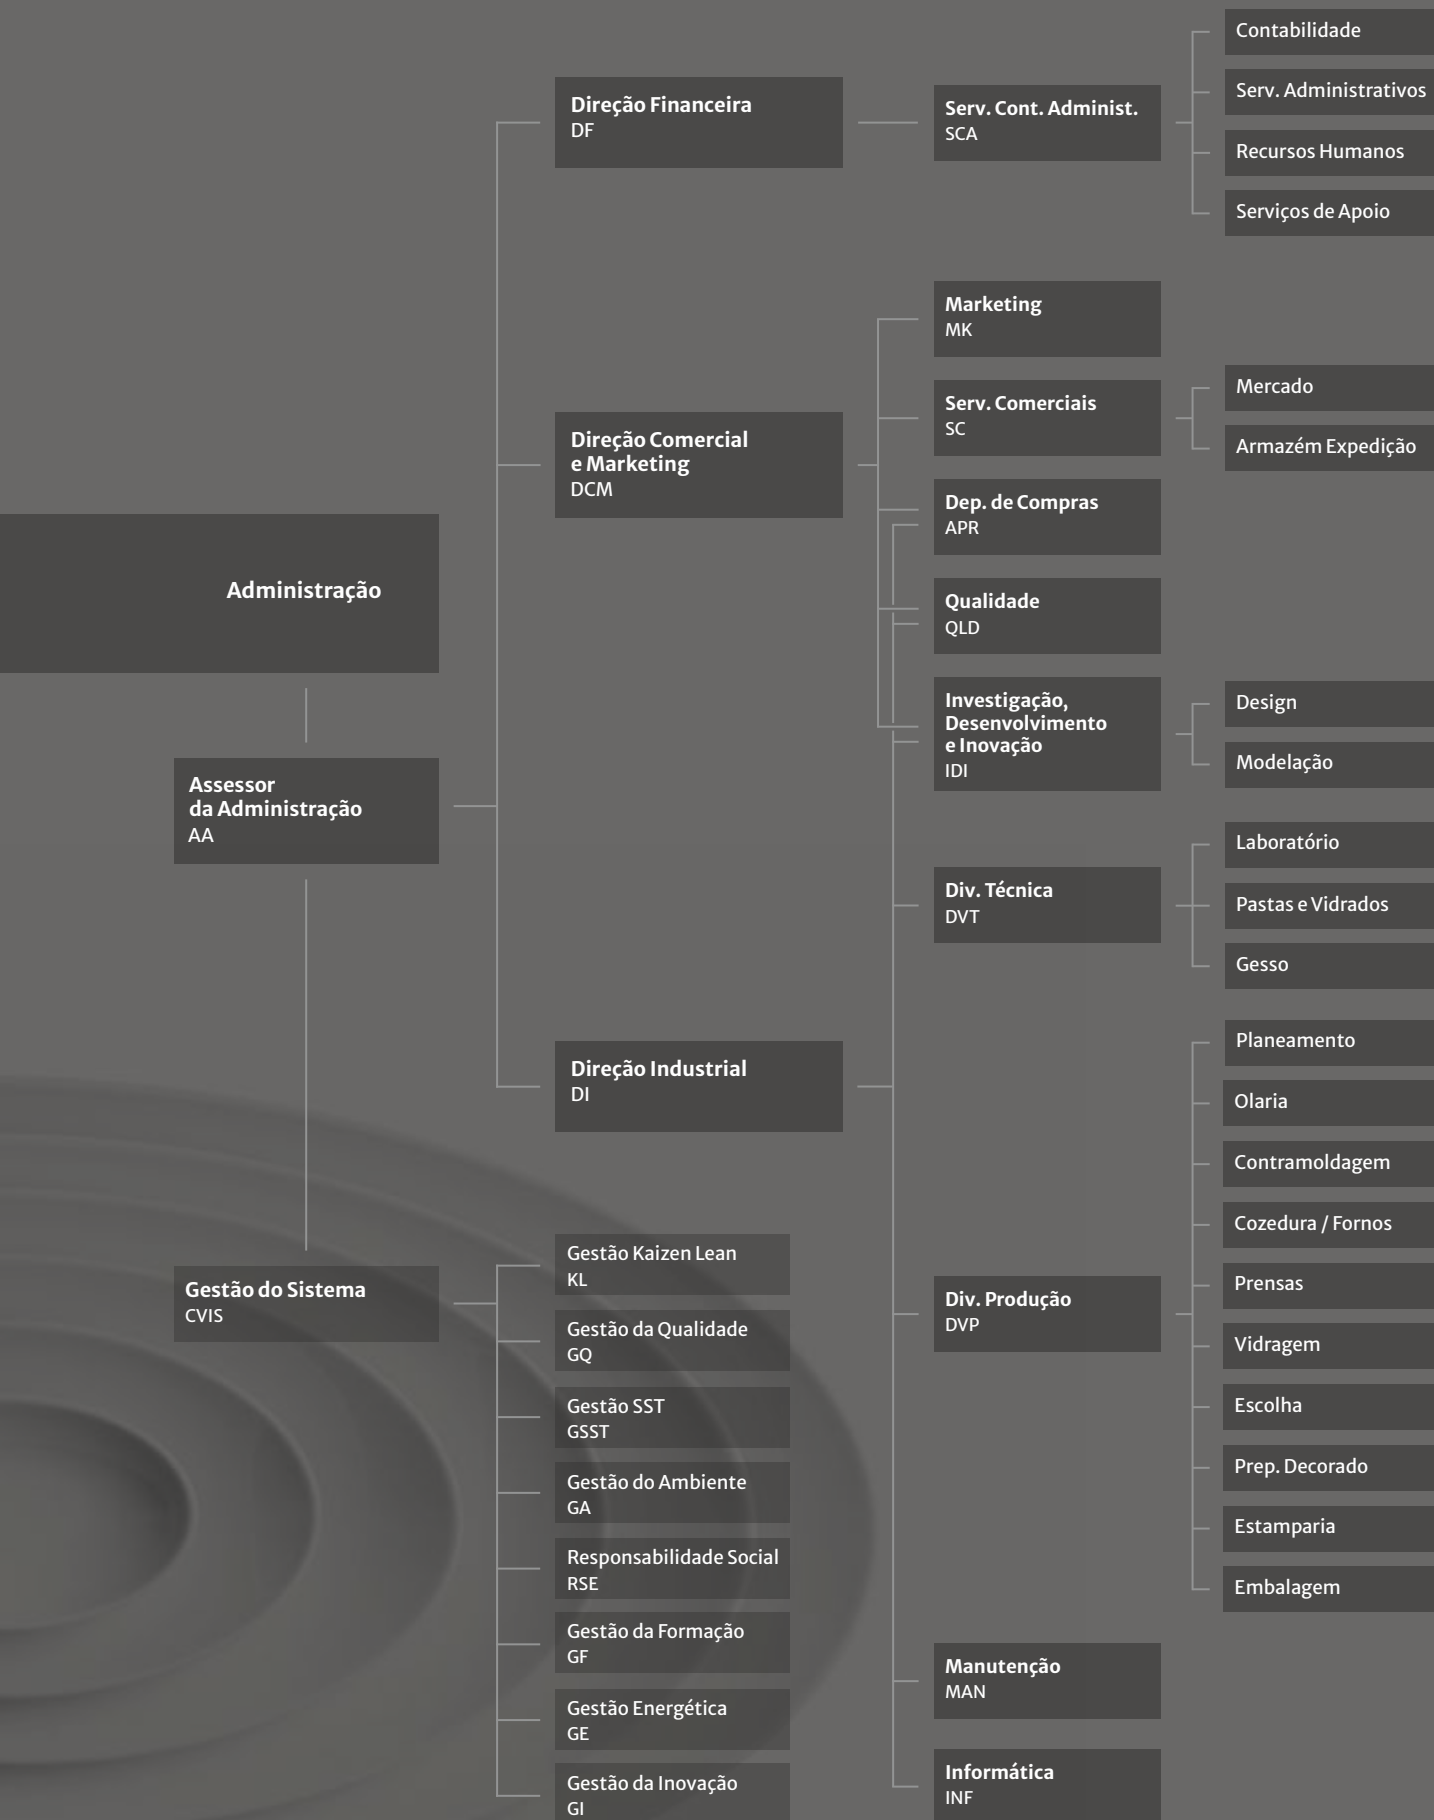 Administração
Assessor
da Administração
AA
Gestão do Sistema
CVIS
Direção Financeira
DF
Direção Comercial
e Marketing
DCM
Direção Industrial
DI
Gestão Kaizen Lean
KL
Gestão da Qualidade
GQ
Gestão SST
GSST
Gestão do Ambiente
GA
Responsabilidade Social
RSE
Gestão da Formação
GF
Gestão Energética
GE
Gestão da Inovação
GI
Serv. Cont. Administ.
SCA
Marketing
MK
Serv. Comerciais
SC
Dep. de Compras
APR
Qualidade
QLD
Investigação,
Desenvolvimento
e Inovação
IDI
Div. Técnica
DVT
Div. Produção
DVP
Manutenção
MAN
Informática
INF
Contabilidade
Serv. Administrativos
Recursos Humanos
Serviços de Apoio
Mercado
Armazém Expedição
Design
Modelação
Laboratório
Pastas e Vidrados
Gesso
Planeamento
Olaria
Contramoldagem
Cozedura / Fornos
Prensas
Vidragem
Escolha
Prep. Decorado
Estamparia
Embalagem